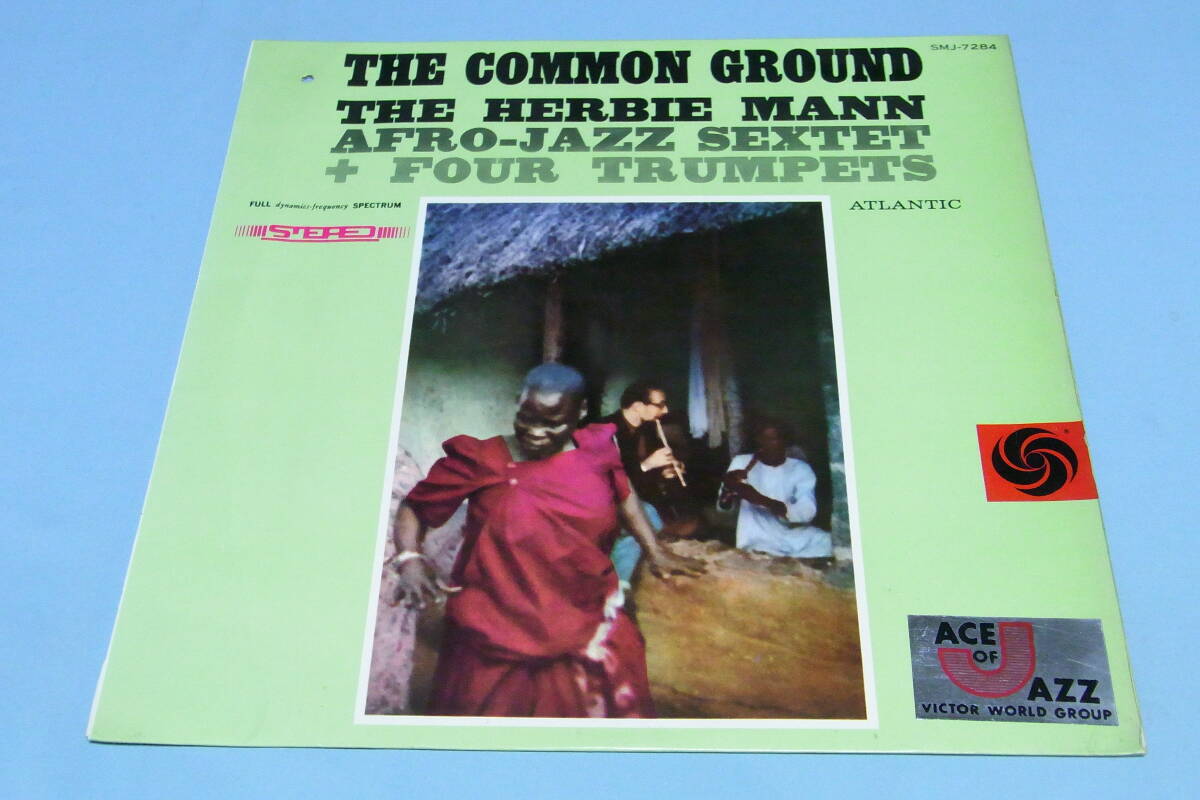 SMJ-7284
THE COMMON GROUND
THE HERBIE MANN
AFRO-JAZZ SEXTET
+ FOUR TRUMPETS
FULL dynamics-frequency SPECTRUM
STEREO
ATLANTIC
ACE
OF
JAZZ
VICTOR WORLD GROUP